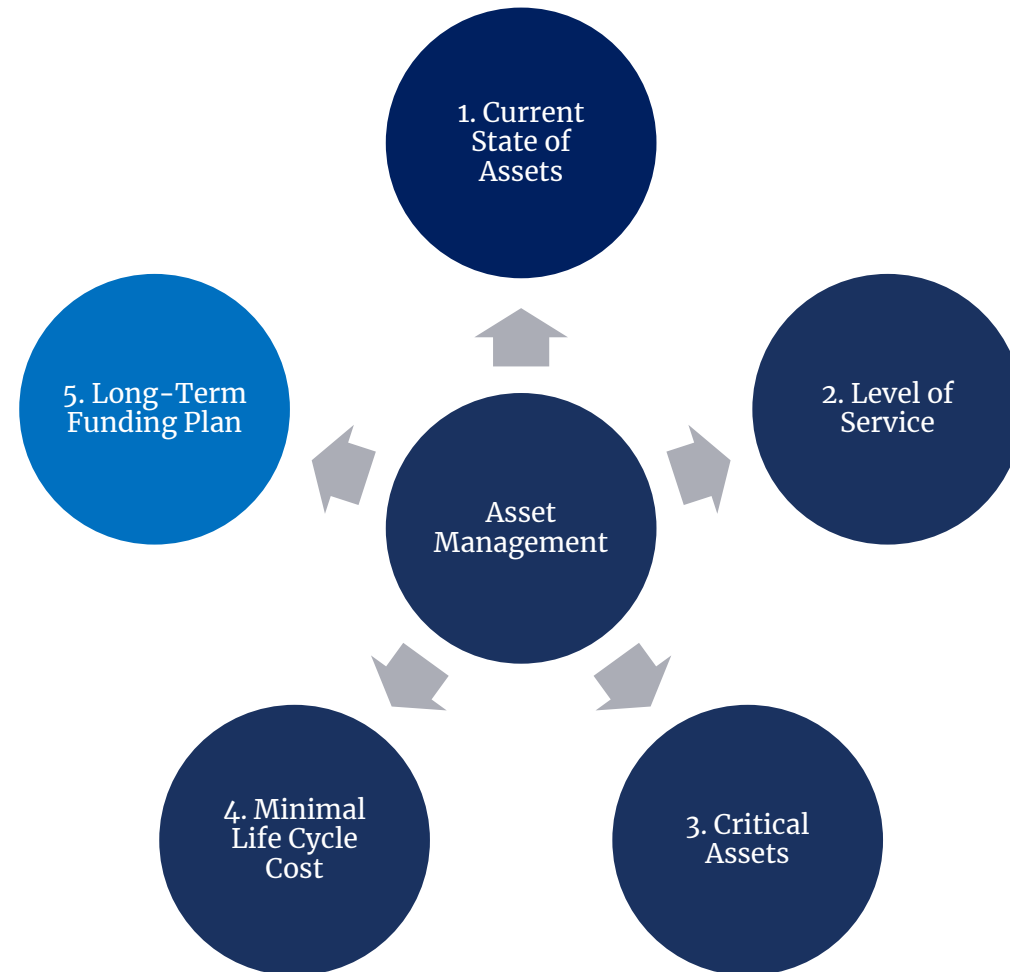 1. Current
State of
Assets
2. Level of
Service
3. Critical
Assets
4. Minimal
Life Cycle
Cost
5. Long-Term
Funding Plan
Asset
Management